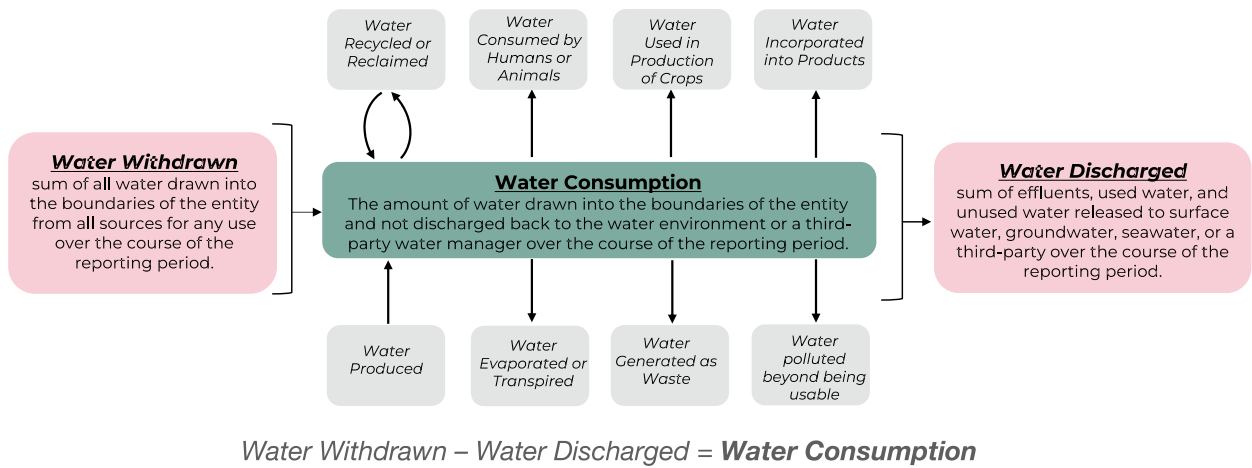 Water
Recycled or
Reclaimed
Water
Consumed by
Humans or
Animals
Water
Used in
Production
of Crops
Water
Incorporated
into Products
Water Withdrawn
sum of all water drawn into
the boundaries of the entity
from all sources for any use
over the course of the
reporting period.
Water Consumption
The amount of water drawn into the boundaries of the entity
and not discharged back to the water environment or a third-
party water manager over the course of the reporting period.
Water Discharged
sum of effluents, used water, and
unused water released to surface
water, groundwater, seawater, or a
third-party over the course of the
reporting period.
Water
Produced
Water
Evaporated or
Transpired
Water
Generated as
Waste
Water
polluted
beyond being
usable
Water Withdrawn – Water Discharged = Water Consumption